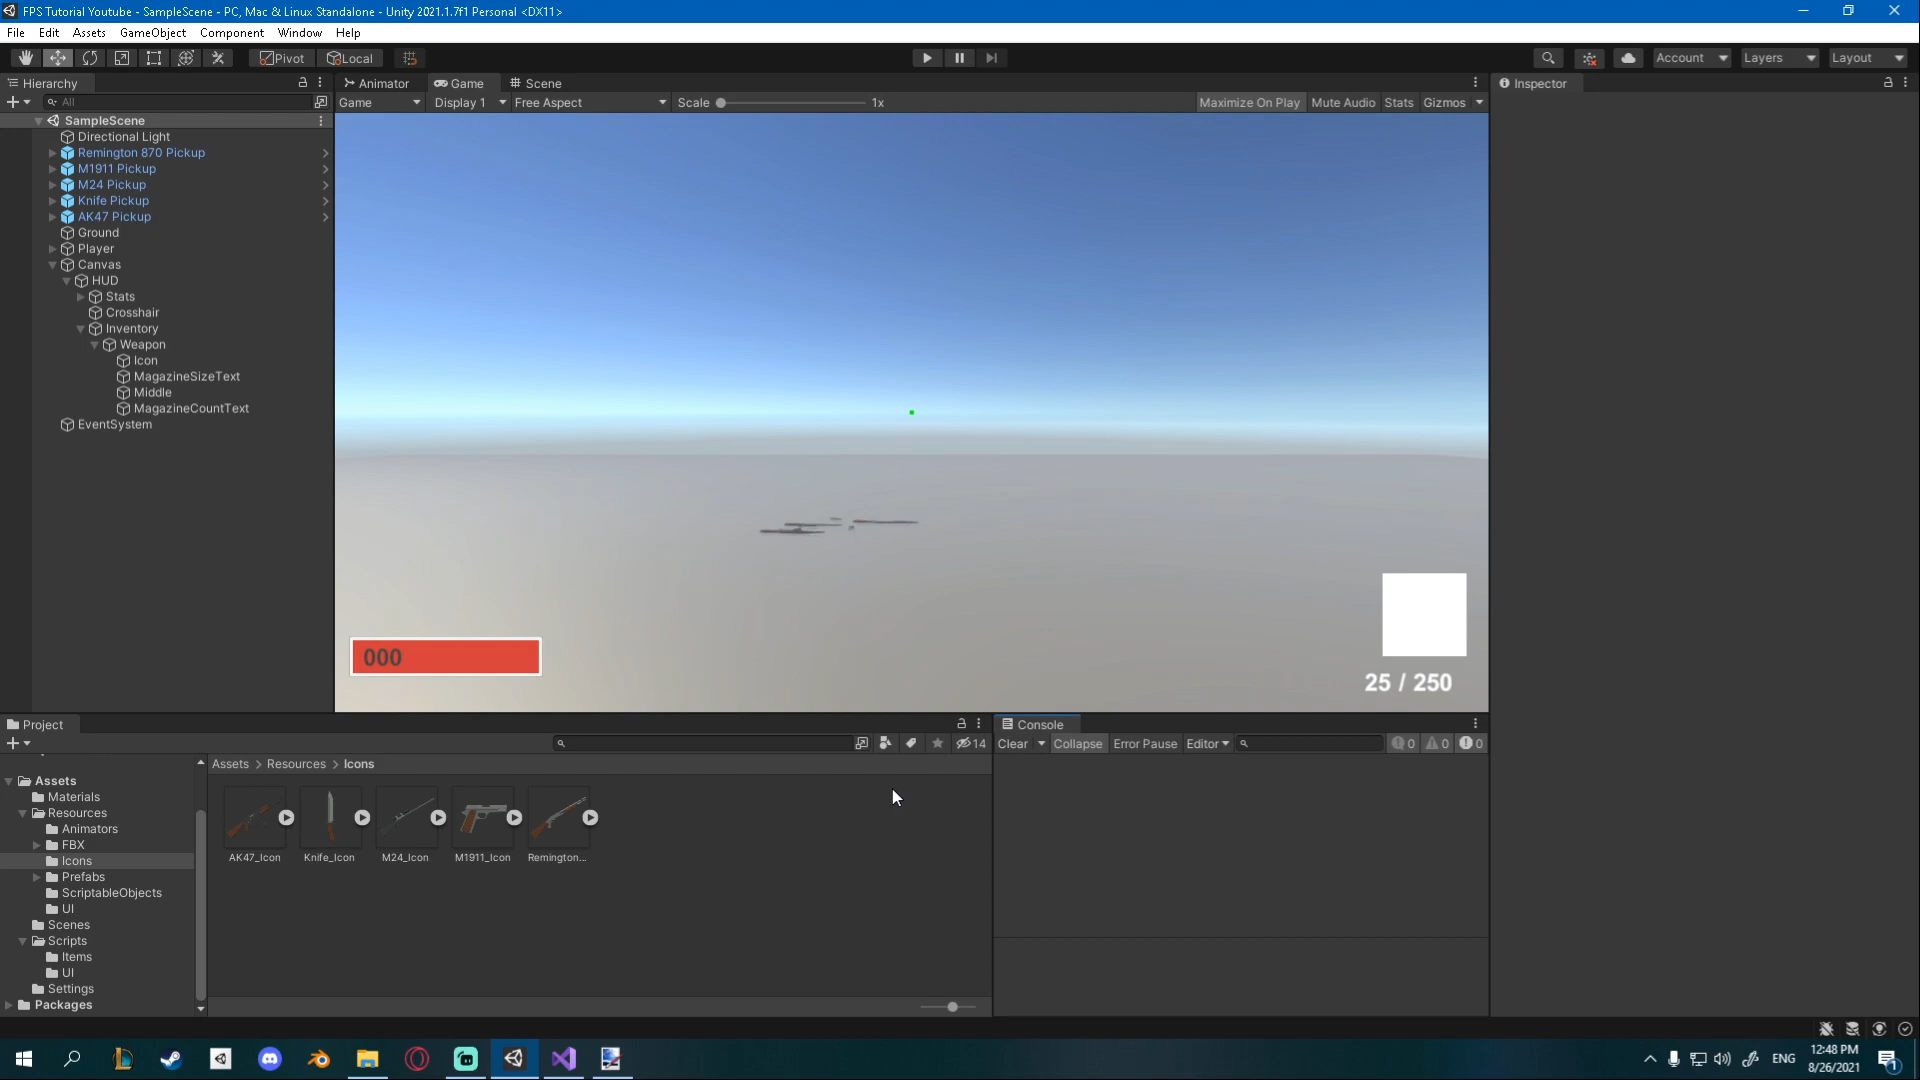 FPS Tutorial Youtube - SampleScene - PC, Mac & Linux Standalone - Unity 2021.1.7f1 Personal <DX11>
File Edit Assets GameObject Component Window Help
Pivot Local Account Layers Layout
Hierarchy Animator Game Scene Inspector
All Game Display 1 Free Aspect Scale 1x Maximize On Play Mute Audio Stats Gizmos
SampleScene
Directional Light
Remington 870 Pickup
M1911 Pickup
M24 Pickup
Knife Pickup
AK47 Pickup
Ground
Player
Canvas
HUD
Stats
Crosshair
Inventory
Weapon
Icon
MagazineSizeText
Middle
MagazineCountText
EventSystem
000
25 / 250
Project Console
14 Clear Collapse Error Pause Editor 0 0 0
Assets > Resources > Icons
Assets
Materials
Resources
Animators
FBX
Icons
Prefabs
ScriptableObjects
UI
Scenes
Scripts
Items
UI
Settings
Packages
AK47_Icon Knife_Icon M24_Icon M1911_Icon Remington...
ENG 12:48 PM
8/26/2021
1